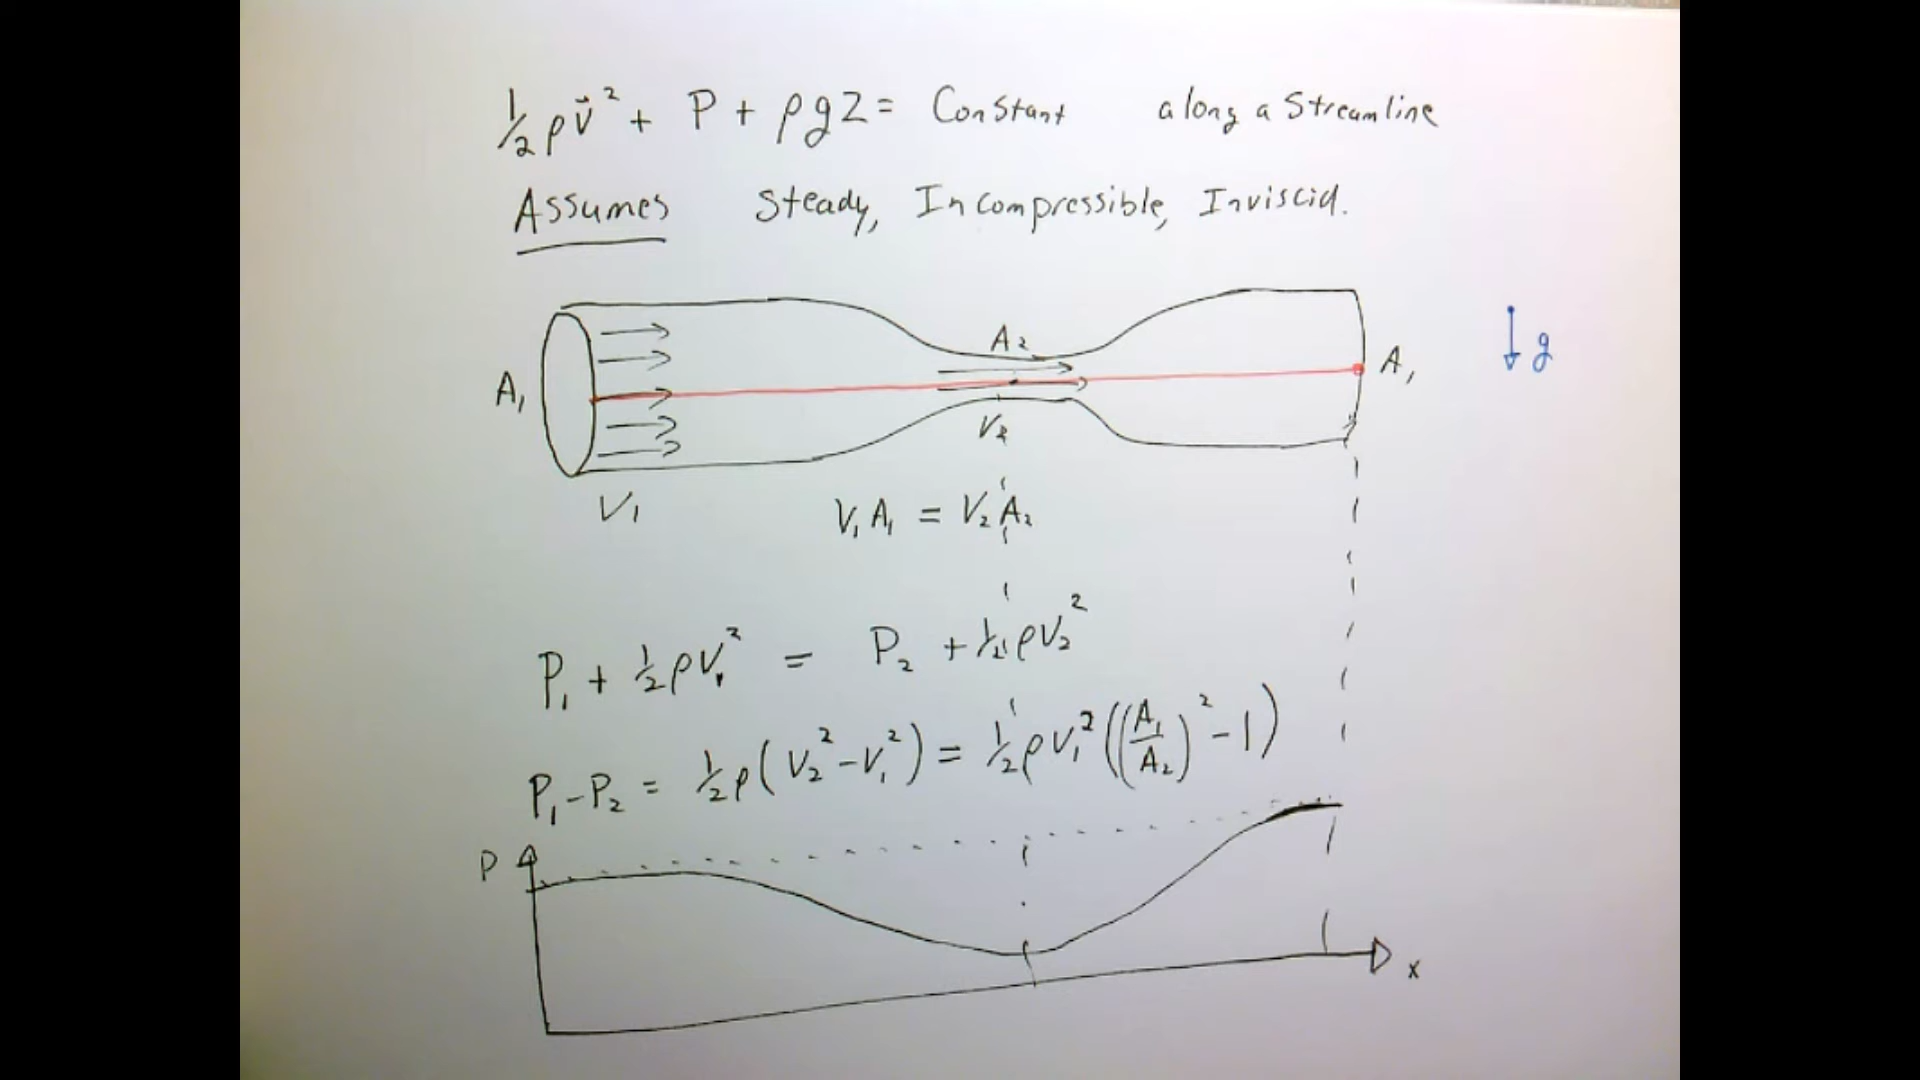 ½ρv⃗² + P + ρgz = Constant along a Streamline
Assumes Steady, Incompressible, Inviscid.
A₂
g
A₁
A₁
V₂
V₁
V₁A₁ = V₂A₂
P₁ + ½ρV₁² = P₂ + ½ρV₂²
P₁-P₂ = ½ρ(V₂²-V₁²) = ½ρV₁²((A₁/A₂)²-1)
P
x